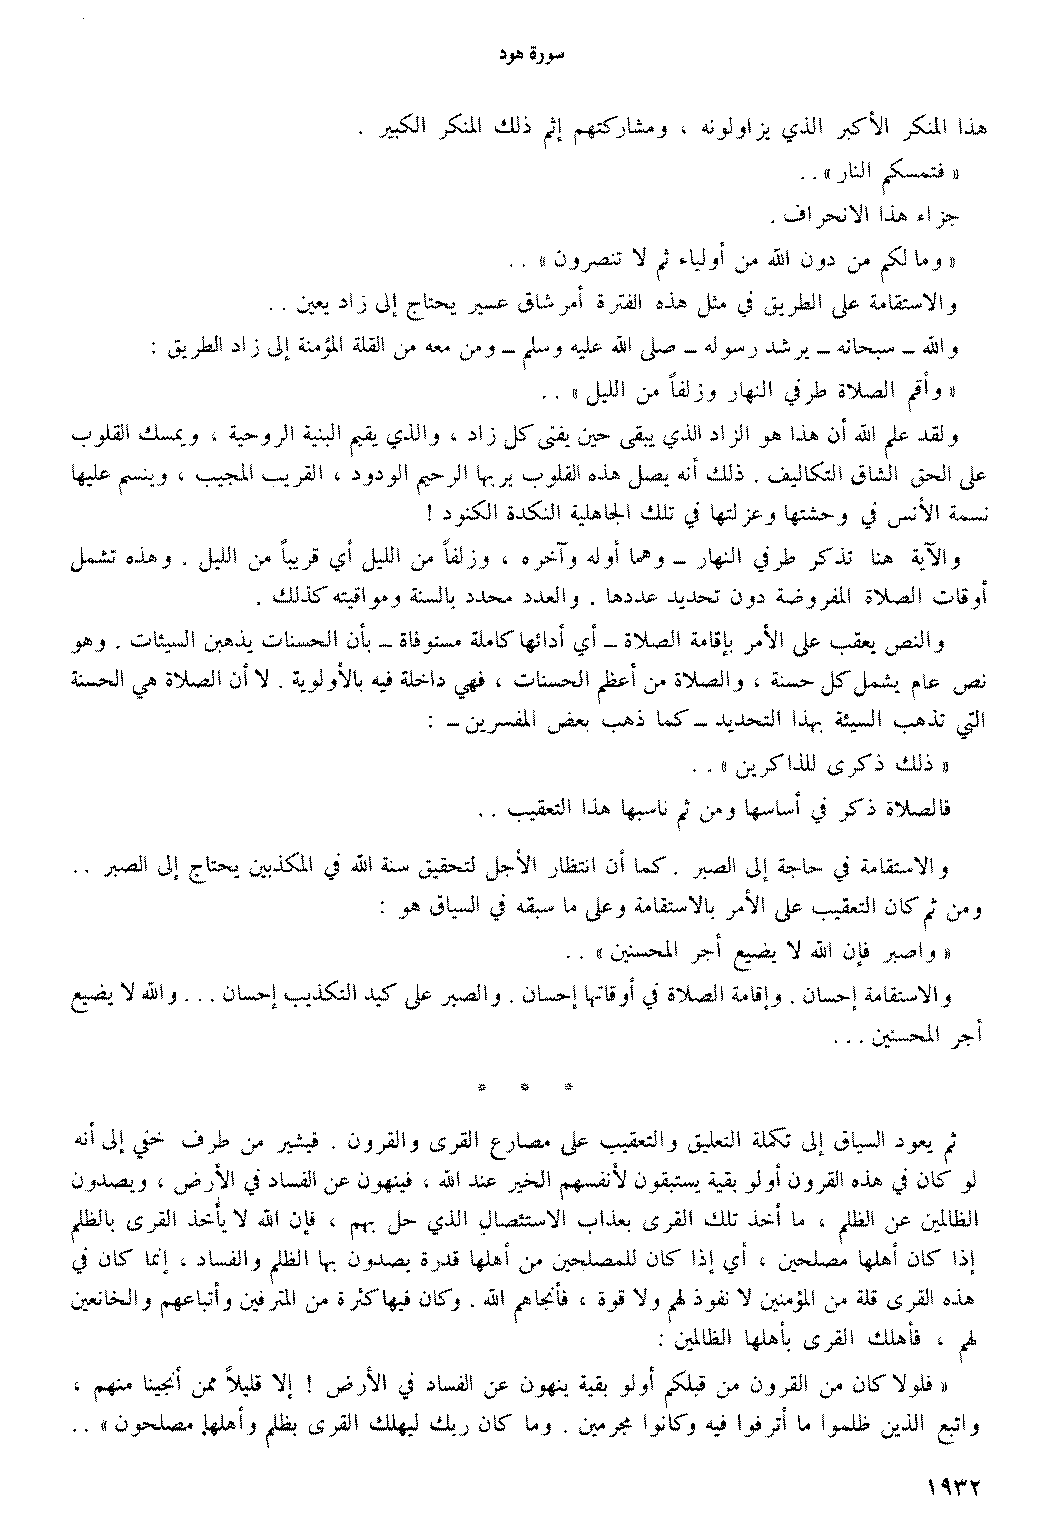 سورة هود
هذا المنكر الأكبر الذي يزاولونه ، ومشاركتهم إثم ذلك المنكر الكبير .
« فتمسكم النار » . .
جزاء هذا الانحراف .
« وما لكم من دون الله من أولياء ثم لا تنصرون » . .
والاستقامة على الطريق في مثل هذه الفترة أمر شاق عسير يحتاج إلى زاد يعين . .
والله – سبحانه – يرشد رسوله – صلى الله عليه وسلم – ومن معه من القلة المؤمنة إلى زاد الطريق :
« وأقم الصلاة طرفي النهار وزلفاً من الليل » . .
ولقد علم الله أن هذا هو الزاد الذي يبقى حين يفنى كل زاد ، والذي يقيم البنية الروحية ، ويمسك القلوب
على الحق الشاق التكاليف . ذلك أنه يصل هذه القلوب بربها الرحيم الودود ، القريب المجيب ، وينسم عليها
نسمة الأنس في وحشتها وعزلتها في تلك الجاهلية النكدة الكنود !
والآية هنا تذكر طرفي النهار – وهما أوله وآخره ، وزلفاً من الليل أي قريباً من الليل . وهذه تشمل
أوقات الصلاة المفروضة دون تحديد عددها . والعدد محدد بالسنة ومواقيته كذلك .
والنص يعقب على الأمر بإقامة الصلاة – أي أدائها كاملة مستوفاة – بأن الحسنات يذهبن السيئات . وهو
نص عام يشمل كل حسنة ، والصلاة من أعظم الحسنات ، فهي داخلة فيه بالأولوية . لا أن الصلاة هي الحسنة
التي تذهب السيئة بهذا التحديد – كما ذهب بعض المفسرين – :
« ذلك ذكرى للذاكرين » . .
فالصلاة ذكر في أساسها ومن ثم ناسبها هذا التعقيب . .
والاستقامة في حاجة إلى الصبر . كما أن انتظار الأجل لتحقيق سنة الله في المكذبين يحتاج إلى الصبر . .
ومن ثم كان التعقيب على الأمر بالاستقامة وعلى ما سبقه في السياق هو :
« واصبر فإن الله لا يضيع أجر المحسنين » . .
والاستقامة إحسان . وإقامة الصلاة في أوقاتها إحسان . والصبر على كيد التكذيب إحسان . . . والله لا يضيع
أجر المحسنين . . .
* * *
ثم يعود السياق إلى تكملة التعليق والتعقيب على مصارع القرى والقرون . فيشير من طرف خفي إلى أنه
لو كان في هذه القرون أولو بقية يستبقون لأنفسهم الخير عند الله ، فينهون عن الفساد في الأرض ، ويصدون
الظالمين عن الظلم ، ما أخذ تلك القرى بعذاب الاستئصال الذي حل بهم ، فإن الله لا يأخذ القرى بالظلم
إذا كان أهلها مصلحين ، أي إذا كان للمصلحين من أهلها قدرة يصدون بها الظلم والفساد ، إنما كان في
هذه القرى قلة من المؤمنين لا نفوذ لهم ولا قوة ، فأنجاهم الله . وكان فيها كثرة من المترفين وأتباعهم والخانعين
لهم ، فأهلك القرى بأهلها الظالمين :
« فلولا كان من القرون من قبلكم أولو بقية ينهون عن الفساد في الأرض ! إلا قليلاً ممن أنجينا منهم ،
واتبع الذين ظلموا ما أترفوا فيه وكانوا مجرمين . وما كان ربك ليهلك القرى بظلم وأهلها مصلحون » . .
١٩٣٢